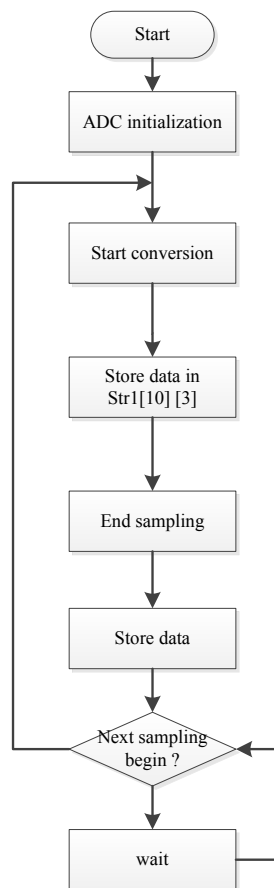 Start
ADC initialization
Start conversion
Store data in
Str1[10] [3]
End sampling
Store data
Next sampling
begin ?
wait